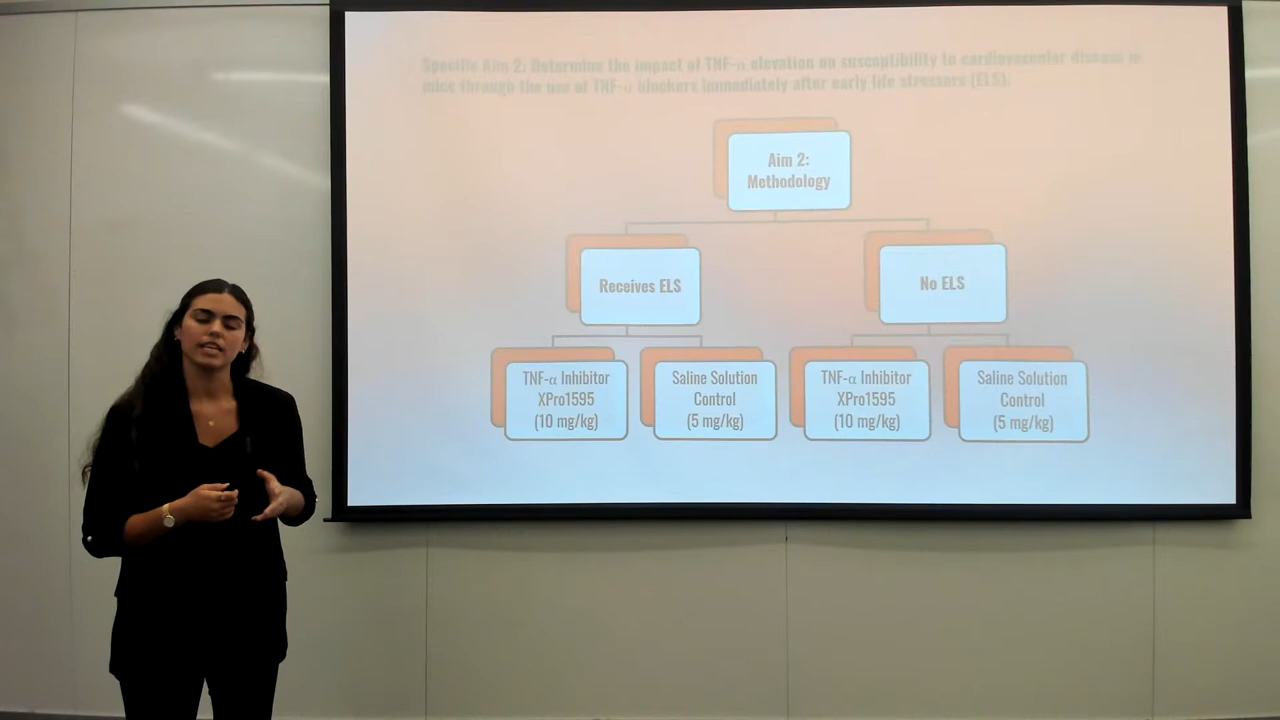 Specific Aim 2: Determine the impact of TNF-α elevation on susceptibility to cardiovascular disease in
mice through the use of TNF-α blockers immediately after early life stressors (ELS).
Aim 2:
Methodology
Receives ELS
No ELS
TNF-α Inhibitor
XPro1595
(10 mg/kg)
Saline Solution
Control
(5 mg/kg)
TNF-α Inhibitor
XPro1595
(10 mg/kg)
Saline Solution
Control
(5 mg/kg)